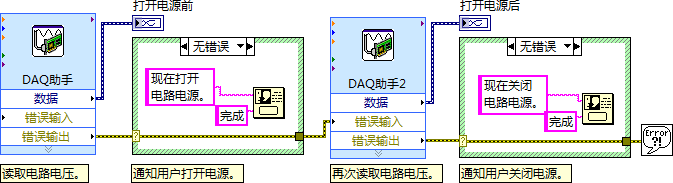 打开电源前
打开电源后
无错误
无错误
DAQ助手
数据
错误输入
错误输出
现在打开
电路电源。
完成
DAQ助手2
数据
错误输入
错误输出
现在关闭
电路电源。
完成
?
?
Error
?!
读取电路电压。
通知用户打开电源。
再次读取电路电压。
通知用户关闭电源。